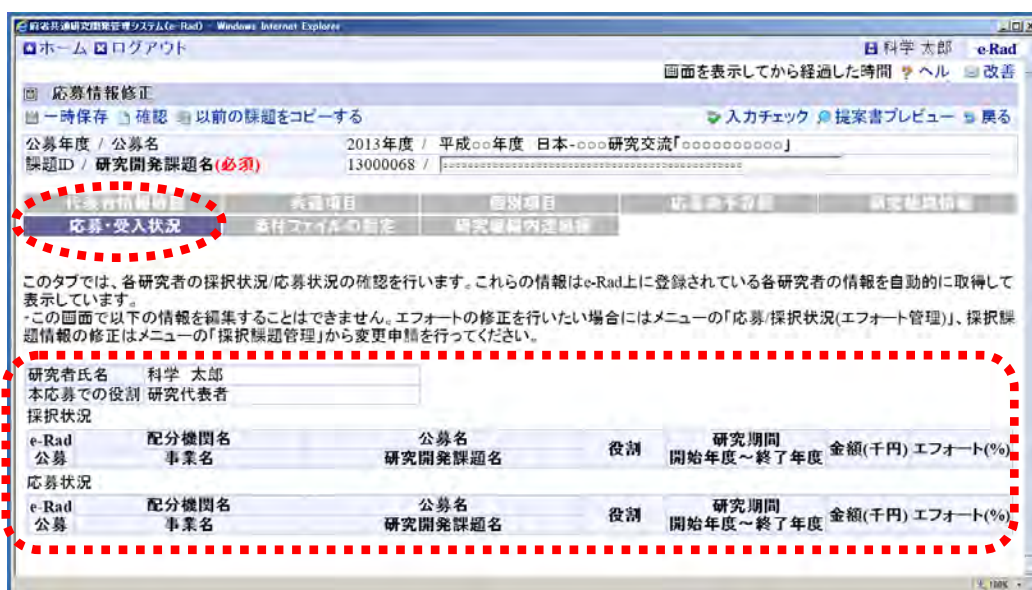 府省共通研究開発管理システム(e-Rad) - Windows Internet Explorer
ホーム ログアウト 科学 太郎 e-Rad
画面を表示してから経過した時間 ヘル 改善
応募情報修正
一時保存 確認 以前の課題をコピーする 入力チェック 提案書プレビュー 戻る
公募年度 / 公募名 2013年度 / 平成○○年度 日本-○○○研究交流「○○○○○○○○○○」
課題ID / 研究開発課題名(必須) 13000068 /
代表者情報確認 共通項目 個別項目 応募時予算額 研究組織情報
応募・受入状況 添付ファイルの指定 研究組織内連絡欄
このタブでは、各研究者の採択状況/応募状況の確認を行います。これらの情報はe-Rad上に登録されている各研究者の情報を自動的に取得して
表示しています。
・この画面で以下の情報を編集することはできません。エフォートの修正を行いたい場合にはメニューの「応募/採択状況(エフォート管理)」、採択課
題情報の修正はメニューの「採択課題管理」から変更申請を行ってください。
研究者氏名 科学 太郎
本応募での役割 研究代表者
採択状況
e-Rad 配分機関名 公募名 役割 研究期間 金額(千円) エフォート(%)
公募 事業名 研究開発課題名 開始年度～終了年度
応募状況
e-Rad 配分機関名 公募名 役割 研究期間 金額(千円) エフォート(%)
公募 事業名 研究開発課題名 開始年度～終了年度
100%